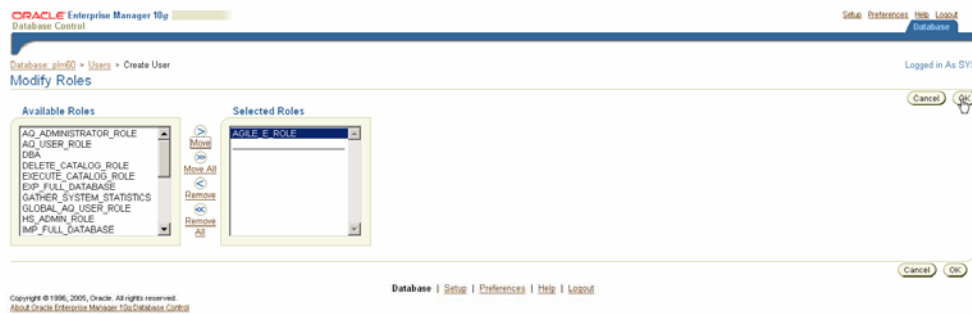 ORACLE Enterprise Manager 10g
Database Control
Setup Preferences Help Logout
Database
Database: plm60 > Users > Create User
Logged in As SYS
Modify Roles
Cancel OK
Available Roles
Selected Roles
AQ_ADMINISTRATOR_ROLE
AQ_USER_ROLE
DBA
DELETE_CATALOG_ROLE
EXECUTE_CATALOG_ROLE
EXP_FULL_DATABASE
GATHER_SYSTEM_STATISTICS
GLOBAL_AQ_USER_ROLE
HS_ADMIN_ROLE
IMP_FULL_DATABASE
Move
Move All
Remove
Remove
All
AGILE_E_ROLE
Cancel OK
Database | Setup | Preferences | Help | Logout
Copyright © 1996, 2005, Oracle. All rights reserved.
About Oracle Enterprise Manager 10g Database Control